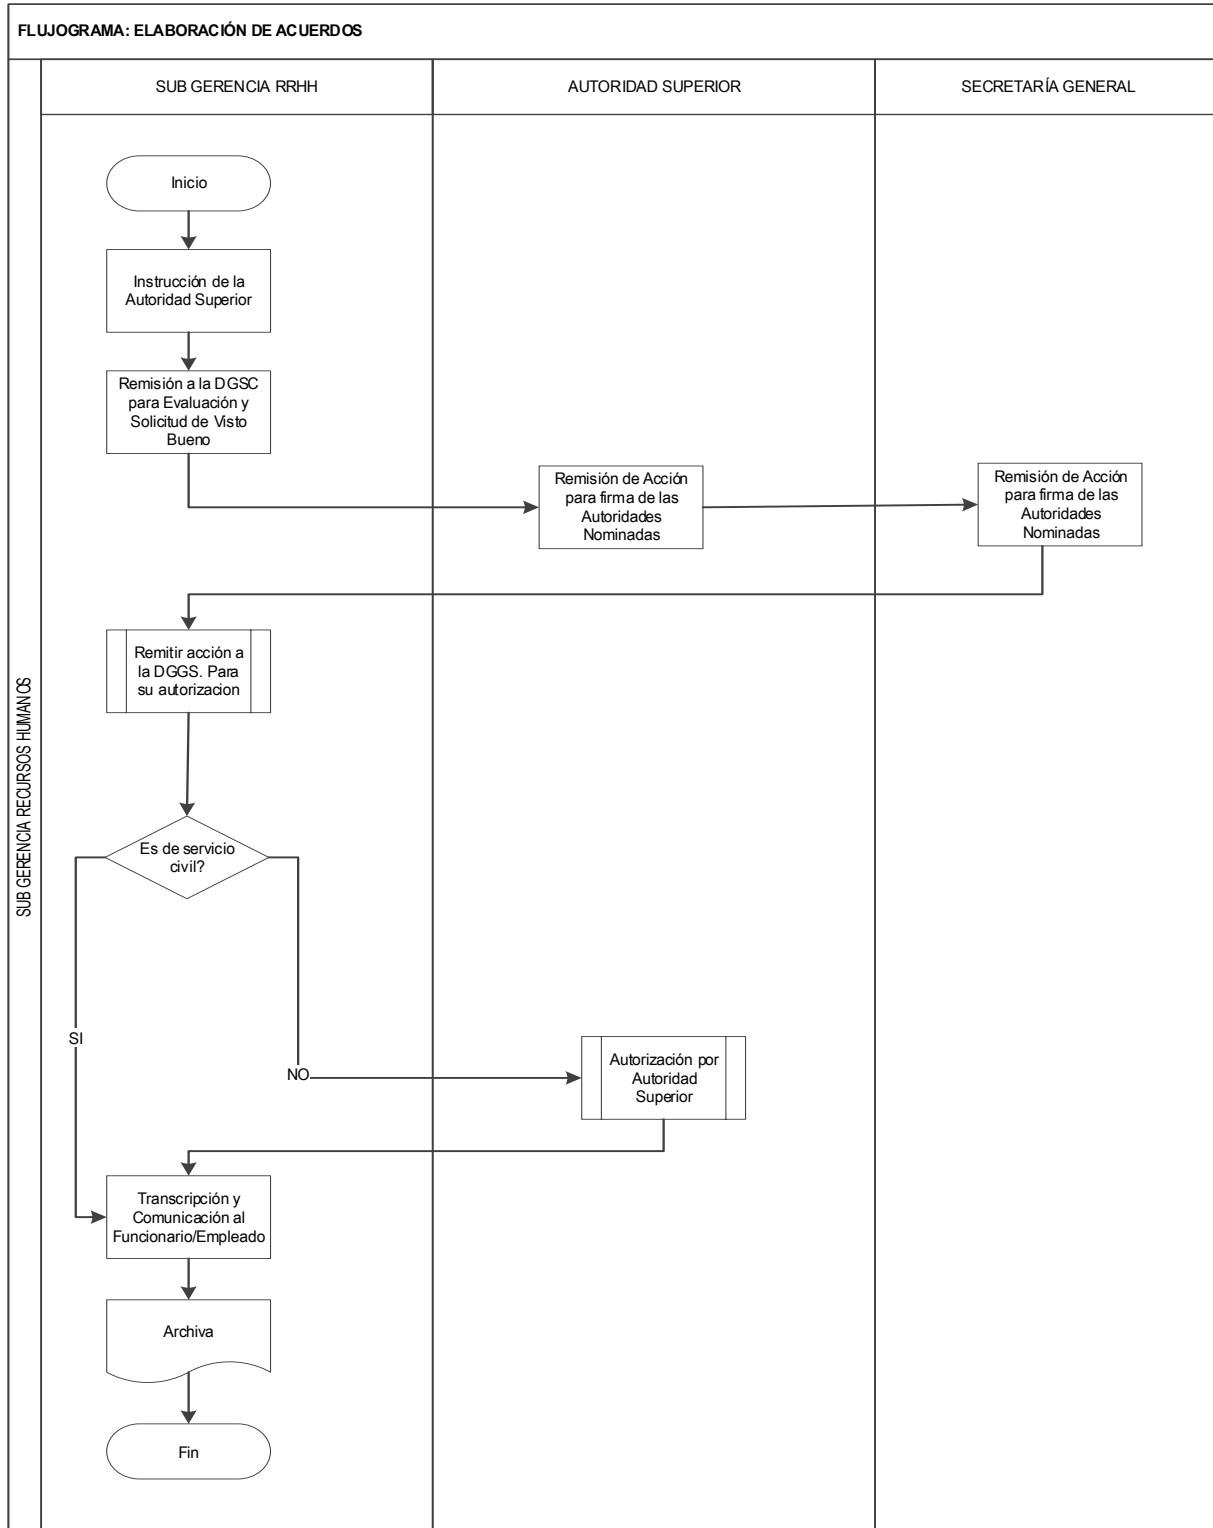 FLUJOGRAMA: ELABORACIÓN DE ACUERDOS
SUB GERENCIA RRHH
AUTORIDAD SUPERIOR
SECRETARÍA GENERAL
SUB GERENCIA RECURSOS HUMANOS
Inicio
Instrucción de la
Autoridad Superior
Remisión a la DGSC
para Evaluación y
Solicitud de Visto
Bueno
Remisión de Acción
para firma de las
Autoridades
Nominadas
Remisión de Acción
para firma de las
Autoridades
Nominadas
Remitir acción a
la DGGS. Para
su autorizacion
Es de servicio
civil?
SI
NO
Autorización por
Autoridad
Superior
Transcripción y
Comunicación al
Funcionario/Empleado
Archiva
Fin